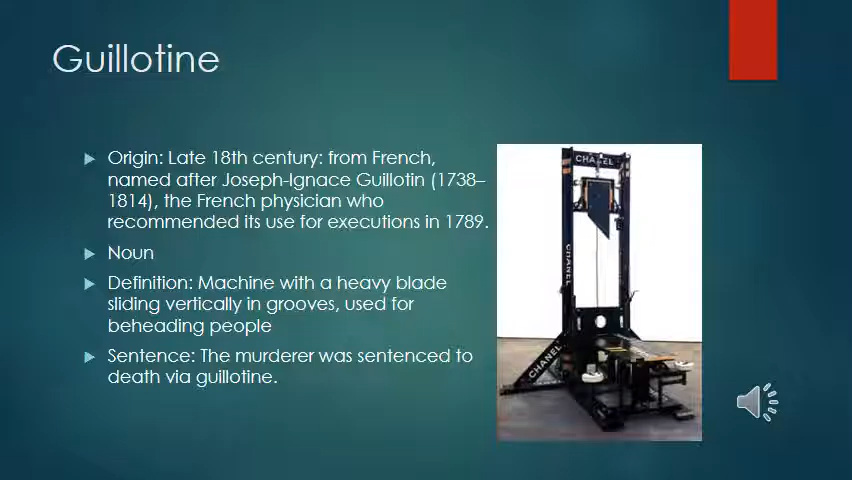 Guillotine
Origin: Late 18th century: from French,
named after Joseph-Ignace Guillotin (1738–
1814), the French physician who
recommended its use for executions in 1789.
Noun
Definition: Machine with a heavy blade
sliding vertically in grooves, used for
beheading people
Sentence: The murderer was sentenced to
death via guillotine.
CHANEL
CHANEL
CHANEL